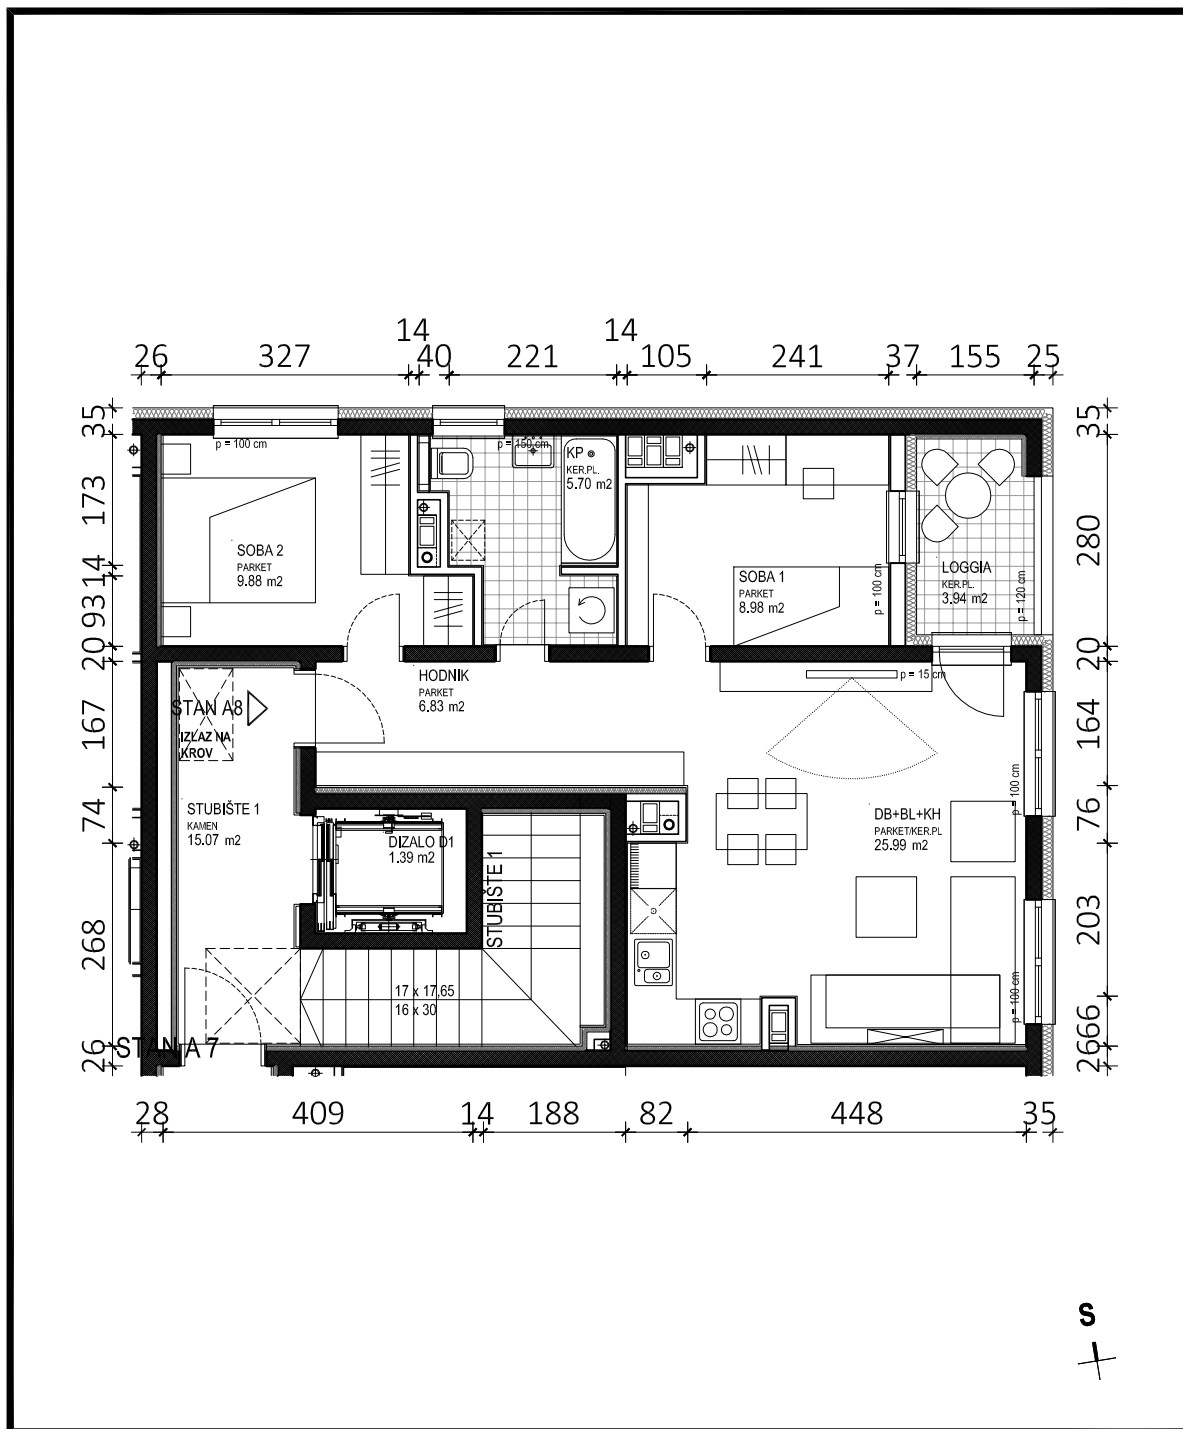 14 14
26 327 40 221 105 241 37 155 25
35
173
14
93
20
167
74
268
26
35
280
20
164
76
203
66
26
p = 100 cm
p = 150 cm
KP
KER.PL.
5.70 m2
SOBA 2
PARKET
9.88 m2
SOBA 1
PARKET
8.98 m2
p = 100 cm
LOGGIA
KER.PL.
3.94 m2
p = 120 cm
HODNIK
PARKET
6.83 m2
p = 15 cm
STAN A8
IZLAZ NA
KROV
STUBIŠTE 1
KAMEN
15.07 m2
DIZALO D1
1.39 m2
STUBIŠTE 1
DB+BL+KH
PARKET/KER.PL
25.99 m2
p = 100 cm
p = 100 cm
17 x 17,65
16 x 30
STAN A 7
28 409 14 188 82 448 35
S